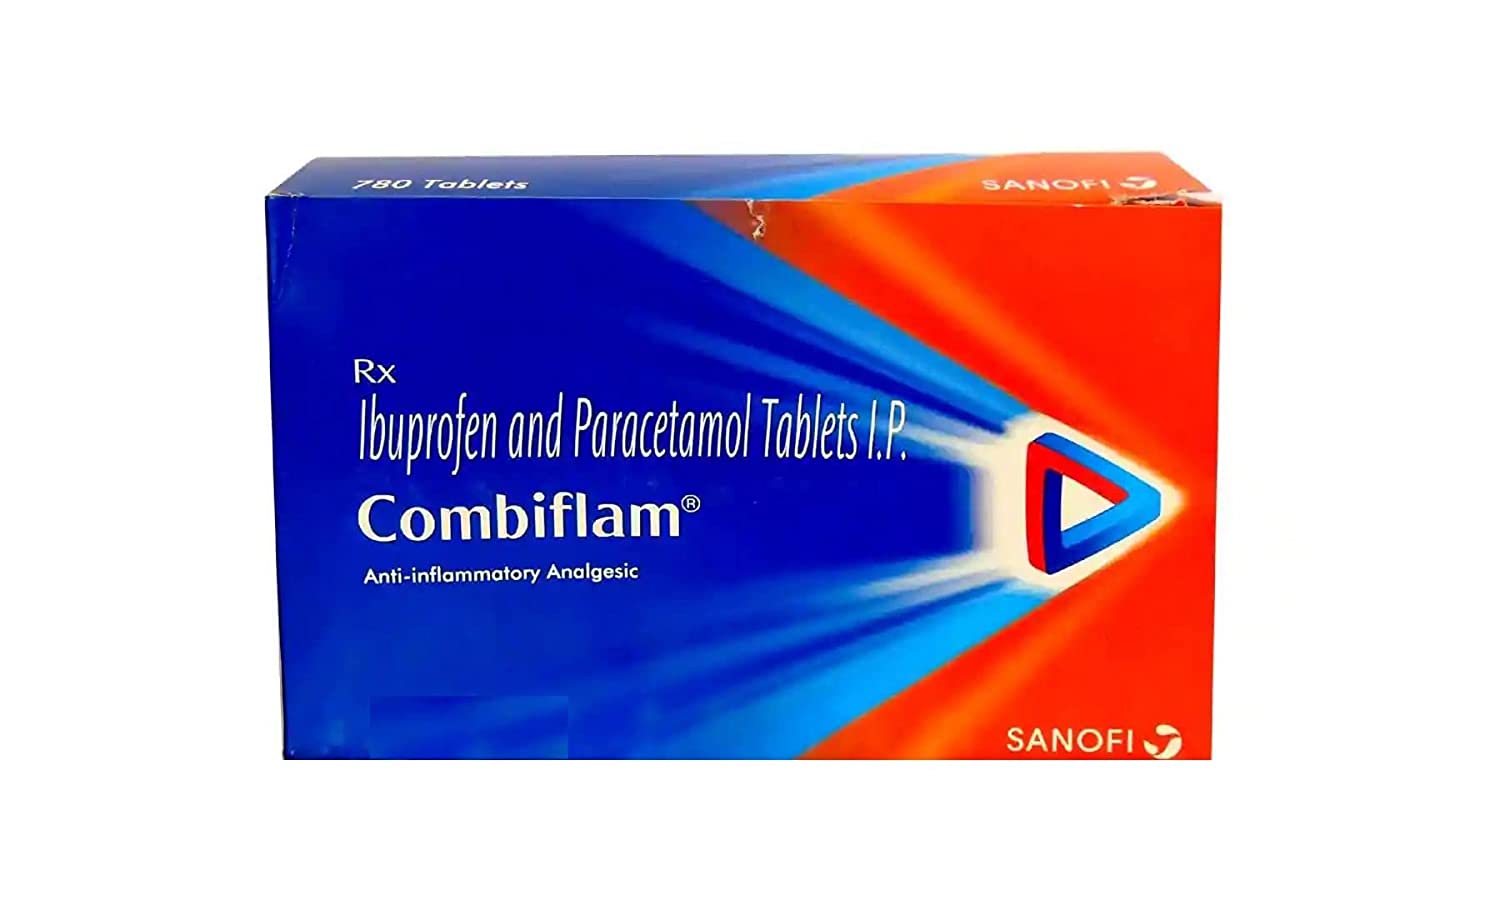 780 Tablets
SANOFI
Rx
Ibuprofen and Paracetamol Tablets I.P.
Combiflam®
Anti-inflammatory Analgesic
SANOFI